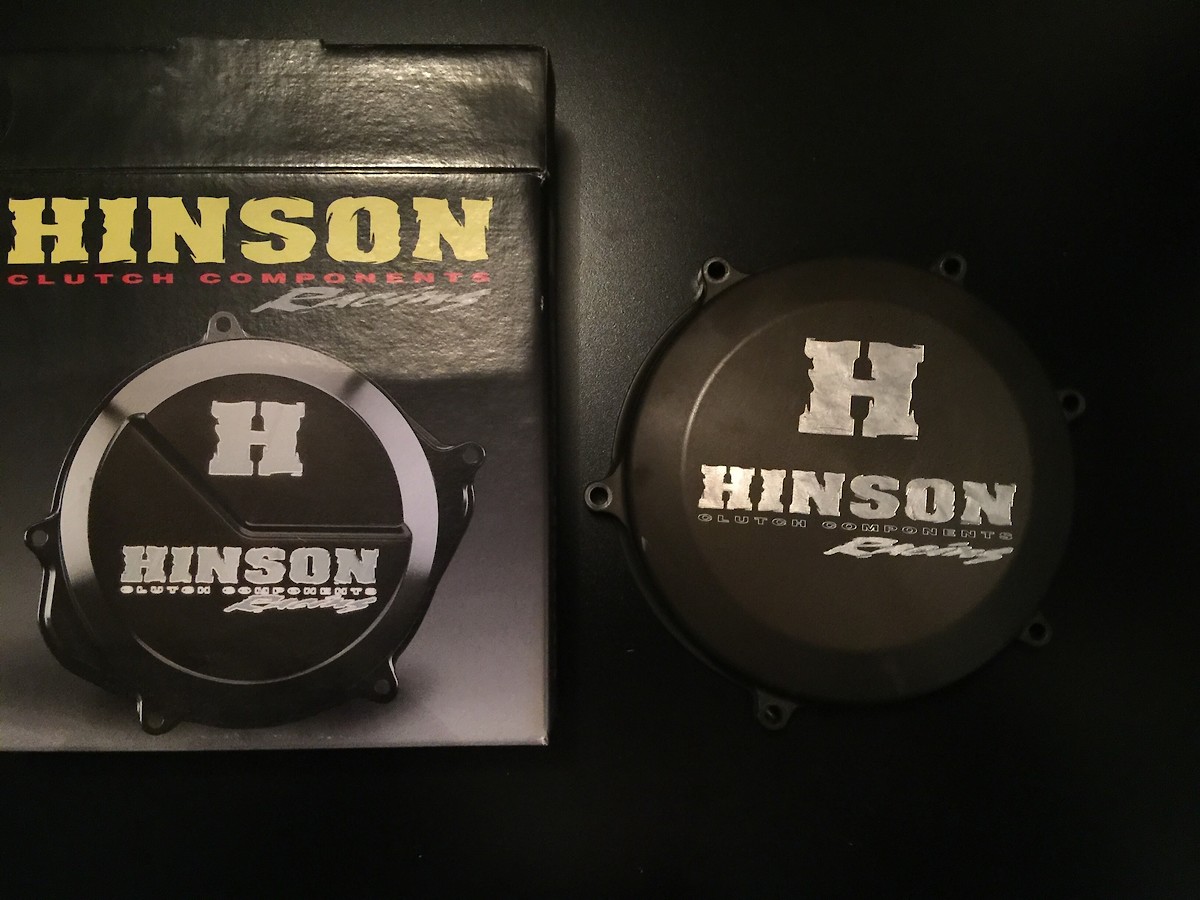 HINSON
CLUTCH COMPONENTS
Racing
H
HINSON
CLUTCH COMPONENTS
Racing
H
HINSON
CLUTCH COMPONENTS
Racing